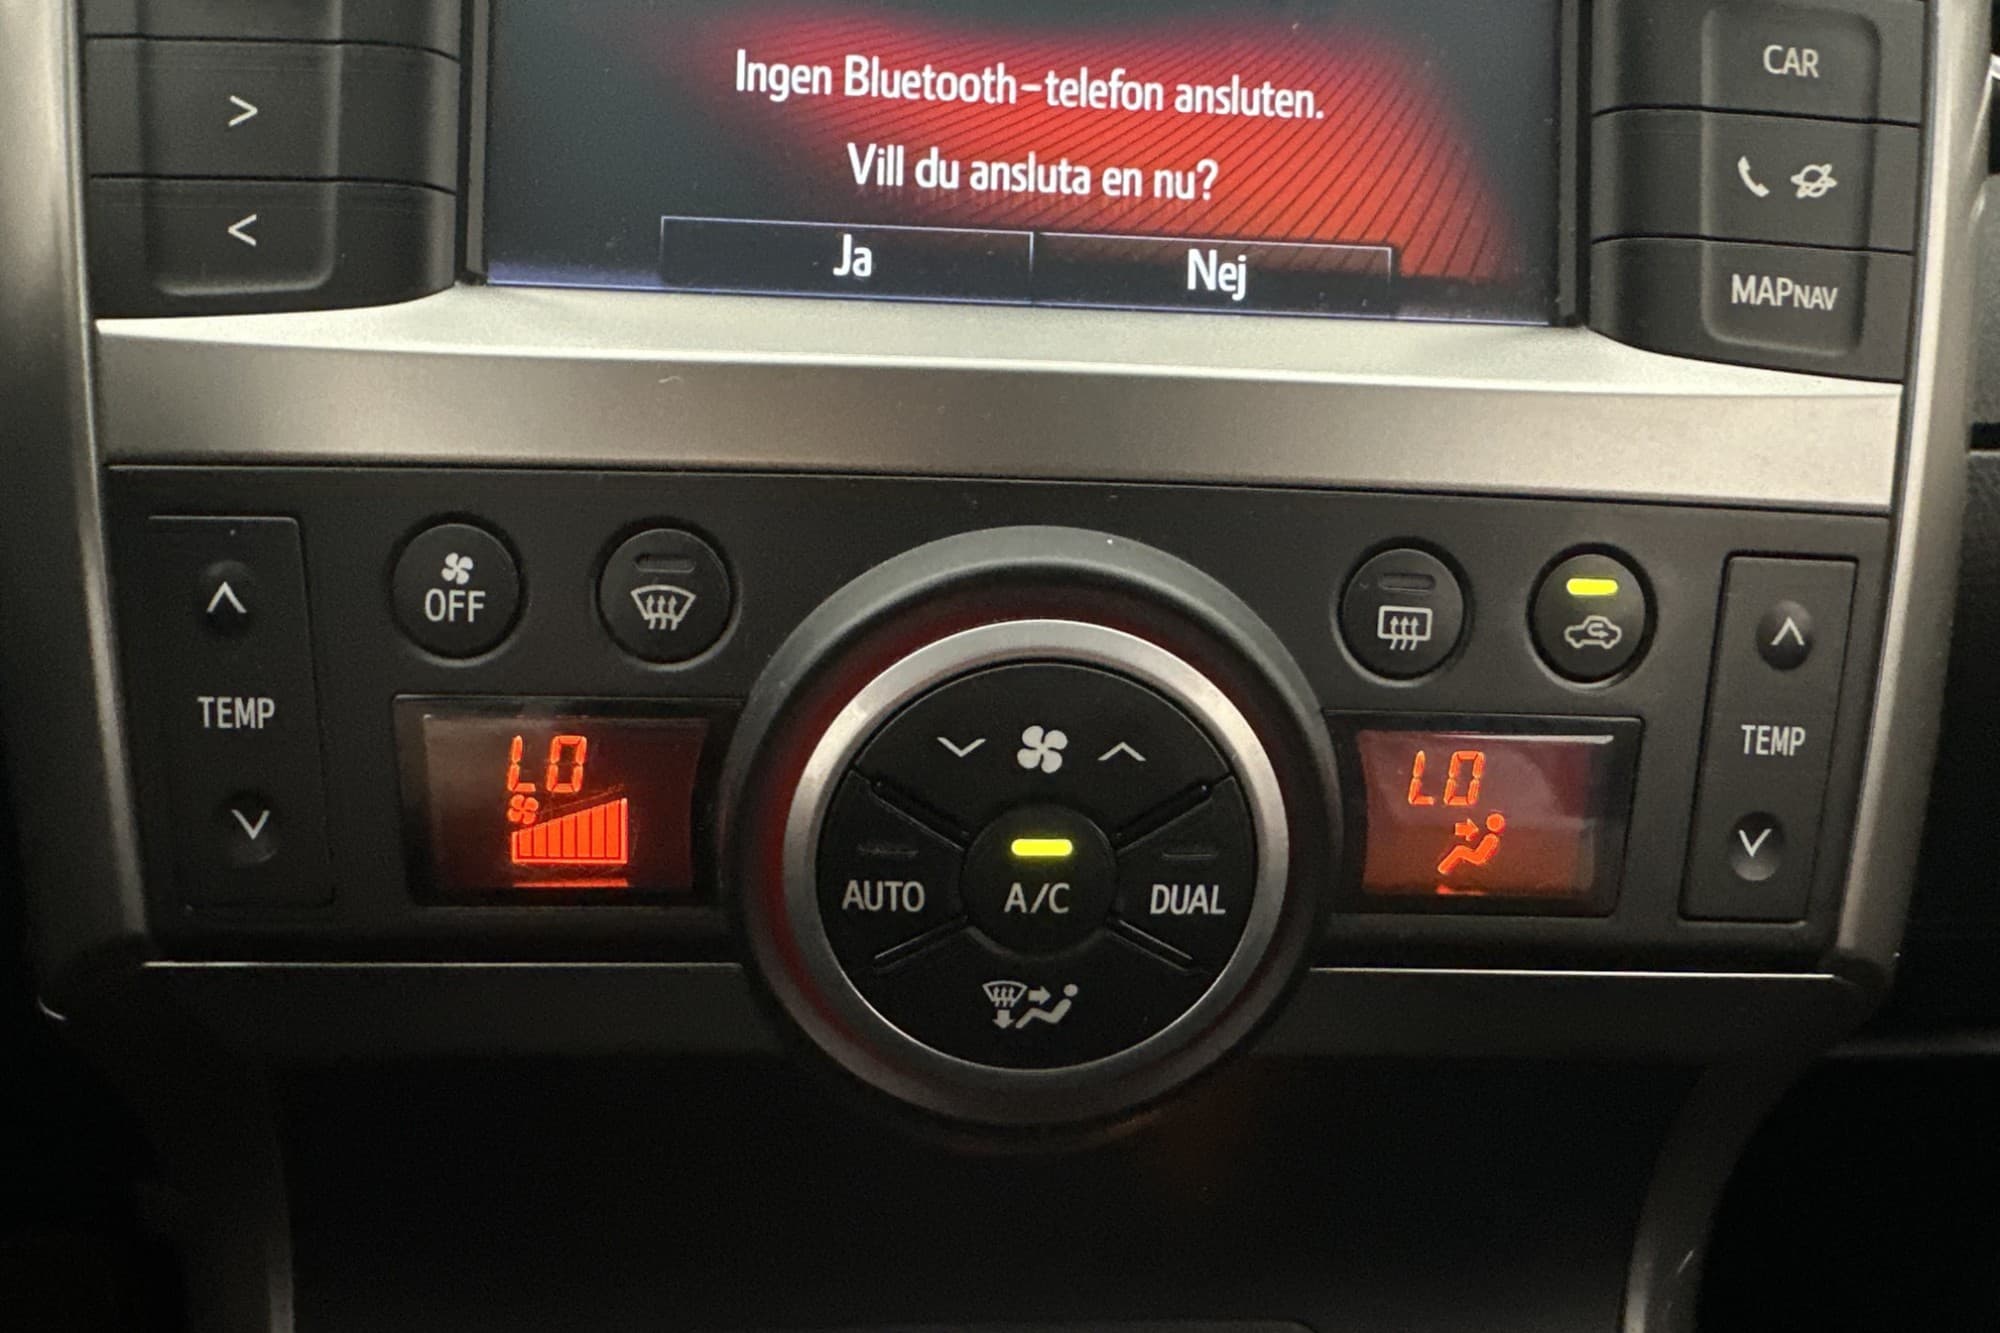 Ingen Bluetooth-telefon ansluten.
Vill du ansluta en nu?
Ja
Nej
>
<
CAR
MAPNAV
OFF
TEMP
LO
AUTO
A/C
DUAL
LO
TEMP